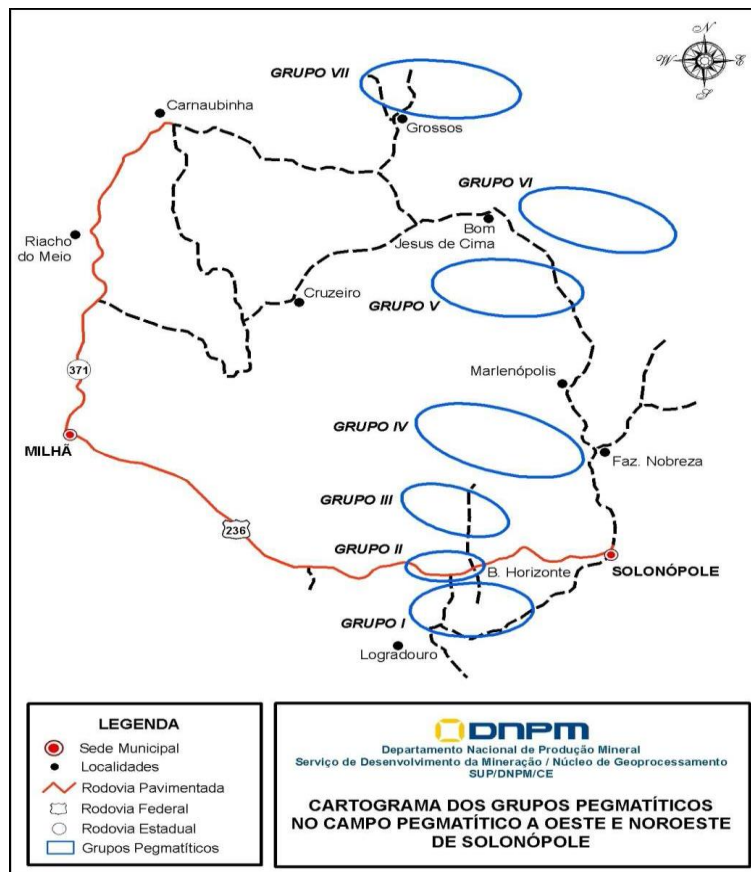 N
W E
S
GRUPO VII
Carnaubinha
Grossos
GRUPO VI
Riacho
do Meio
Bom
Jesus de Cima
Cruzeiro
GRUPO V
371
Marlenópolis
MILHÃ
GRUPO IV
Faz. Nobreza
GRUPO III
236
GRUPO II
B. Horizonte
SOLONÓPOLE
GRUPO I
Logradouro
LEGENDA
Sede Municipal
Localidades
Rodovia Pavimentada
Rodovia Federal
Rodovia Estadual
Grupos Pegmatíticos
DNPM
Departamento Nacional de Produção Mineral
Serviço de Desenvolvimento da Mineração / Núcleo de Geoprocessamento
SUP/DNPM/CE
CARTOGRAMA DOS GRUPOS PEGMATÍTICOS
NO CAMPO PEGMATÍTICO A OESTE E NOROESTE
DE SOLONÓPOLE